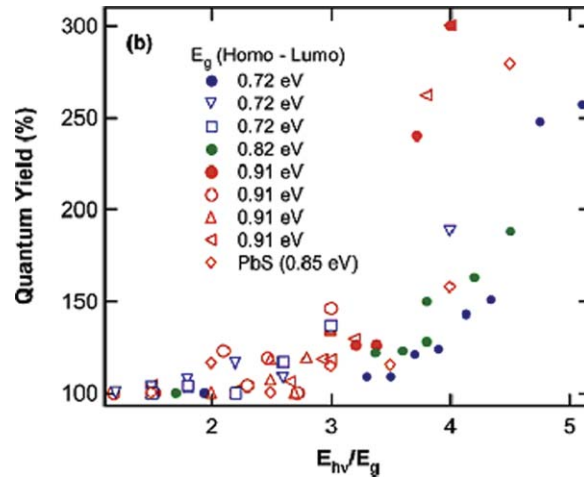 300
250
200
150
100
Quantum Yield (%)
(b)
E_g (Homo - Lumo)
0.72 eV
0.72 eV
0.72 eV
0.82 eV
0.91 eV
0.91 eV
0.91 eV
0.91 eV
PbS (0.85 eV)
2 3 4 5
E_hν/E_g